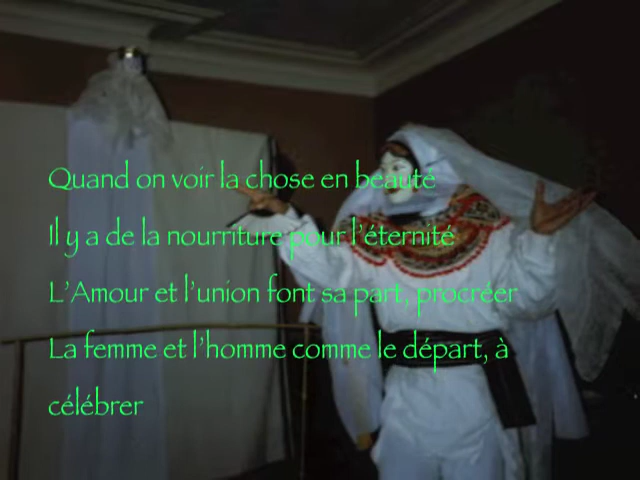 Quand on voir la chose en beauté
Il y a de la nourriture pour l'éternité
L'Amour et l'union font sa part, procréer
La femme et l'homme comme le départ, à
célébrer